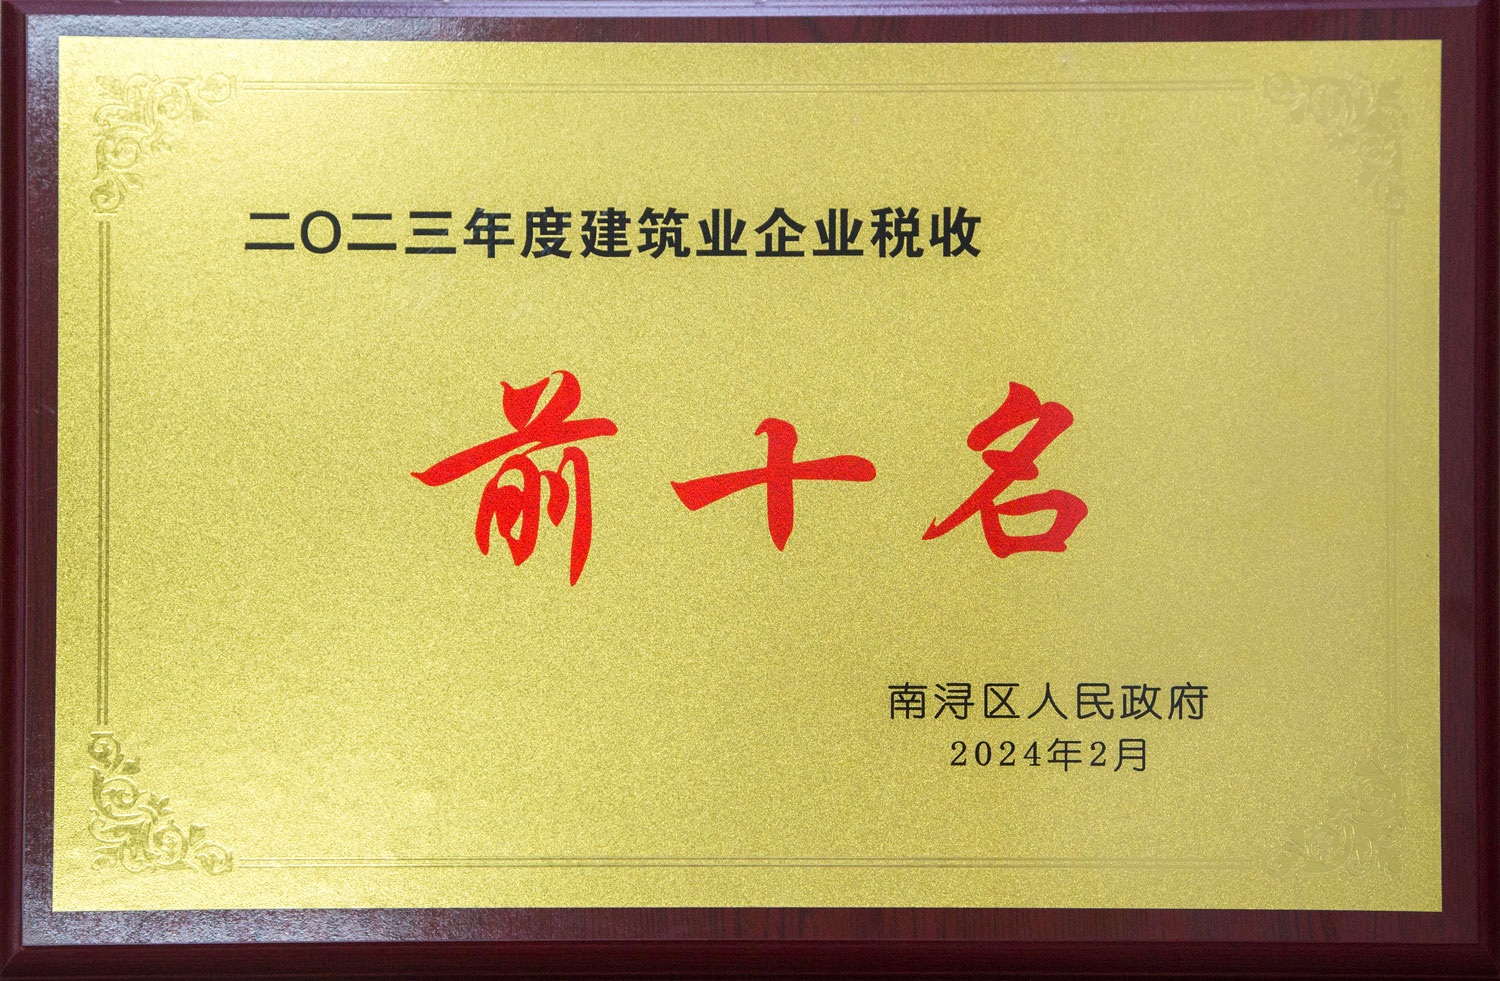 二〇二三年度建筑业企业税收
前十名
南浔区人民政府
2024年2月